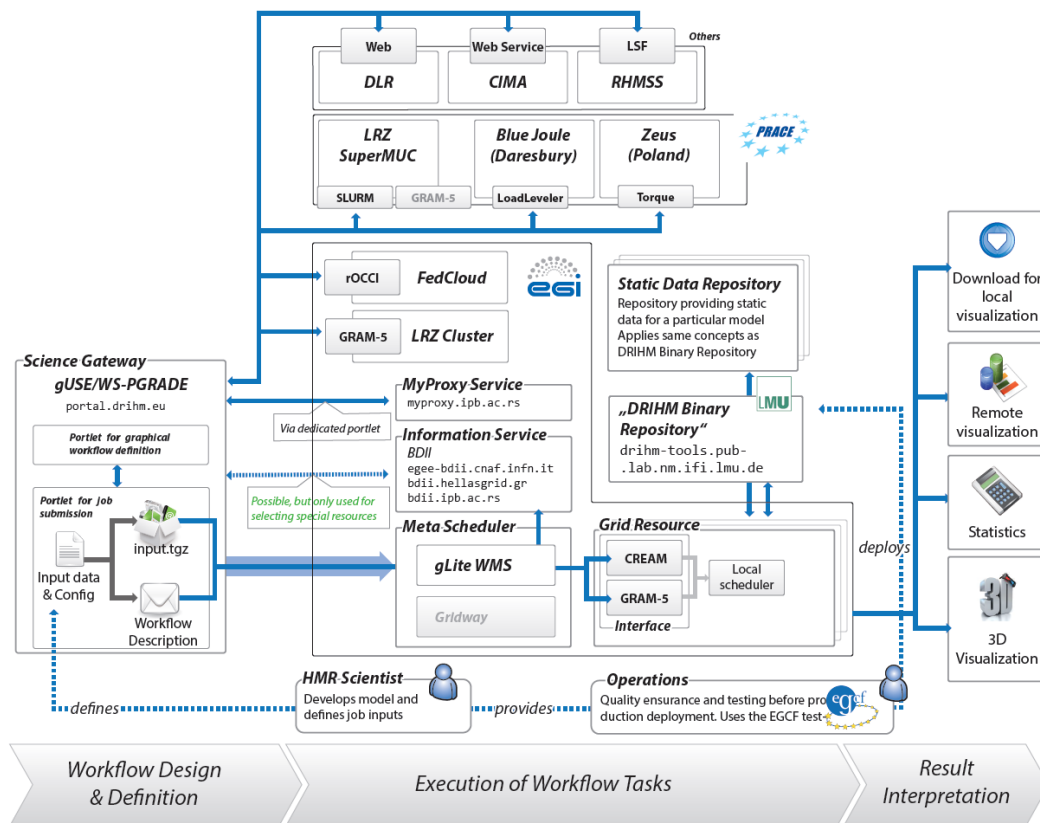 Others
Web
Web Service
LSF
DLR
CIMA
RHMSS
LRZ
SuperMUC
Blue Joule
(Daresbury)
Zeus
(Poland)
PRACE
SLURM
GRAM-5
LoadLeveler
Torque
rOCCI
FedCloud
eGI
GRAM-5
LRZ Cluster
Static Data Repository
Repository providing static
data for a particular model
Applies same concepts as
DRIHM Binary Repository
Download for
local
visualization
Science Gateway
gUSE/WS-PGRADE
portal.drihm.eu
MyProxy Service
myproxy.ipb.ac.rs
Via dedicated portlet
LMU
„DRIHM Binary
Repository“
drihm-tools.pub-
.lab.nm.ifi.lmu.de
Remote
visualization
Portlet for graphical
workflow definition
Information Service
BDII
egee-bdii.cnaf.infn.it
bdii.hellasgrid.gr
bdii.ipb.ac.rs
Possible, but only used for
selecting special resources
Portlet for job
submission
input.tgz
Input data
& Config
Workflow
Description
Meta Scheduler
gLite WMS
Gridway
Grid Resource
CREAM
GRAM-5
Interface
Local
scheduler
deploys
Statistics
3D
3D
Visualization
HMR Scientist
Develops model and
defines job inputs
Operations
Quality ensurance and testing before pro
duction deployment. Uses the EGCF test-
egcf
defines
provides
Workflow Design
& Definition
Execution of Workflow Tasks
Result
Interpretation